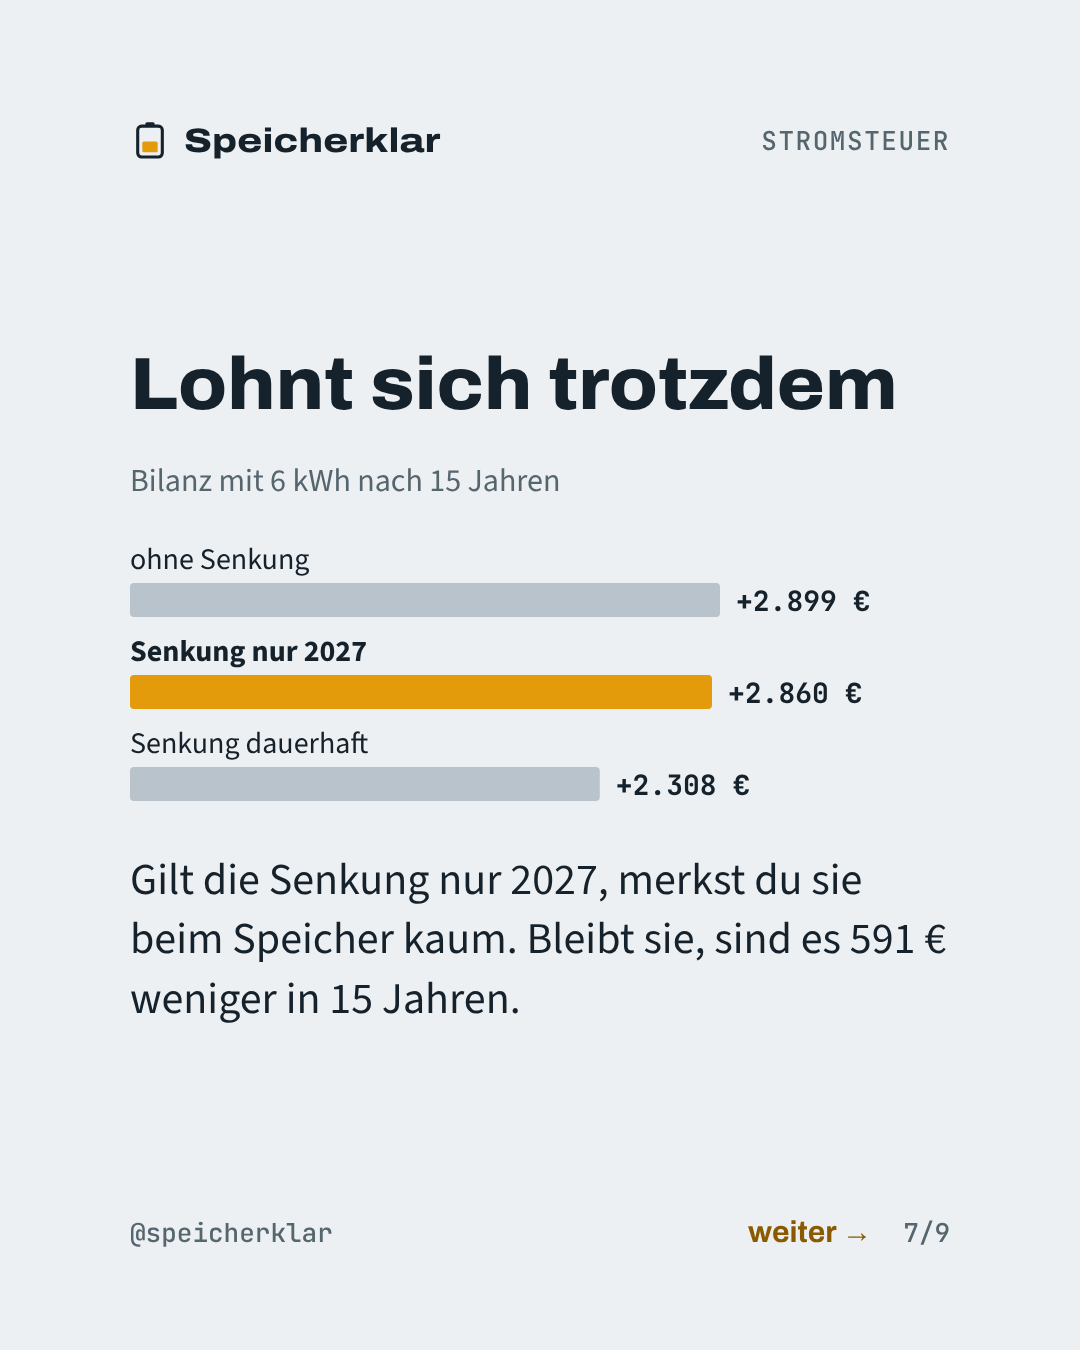 Speicherklar
STROMSTEUER
Lohnt sich trotzdem
Bilanz mit 6 kWh nach 15 Jahren
ohne Senkung
+2.899 €
Senkung nur 2027
+2.860 €
Senkung dauerhaft
+2.308 €
Gilt die Senkung nur 2027, merkst du sie
beim Speicher kaum. Bleibt sie, sind es 591 €
weniger in 15 Jahren.
@speicherklar
weiter → 7/9